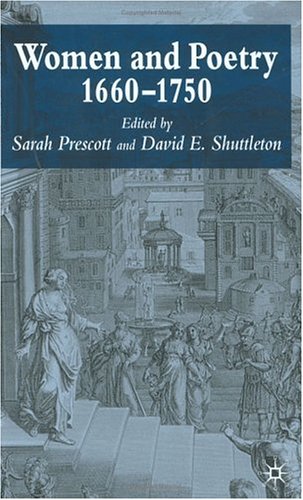 Women and Poetry
1660–1750
Edited by
Sarah Prescott and David E. Shuttleton